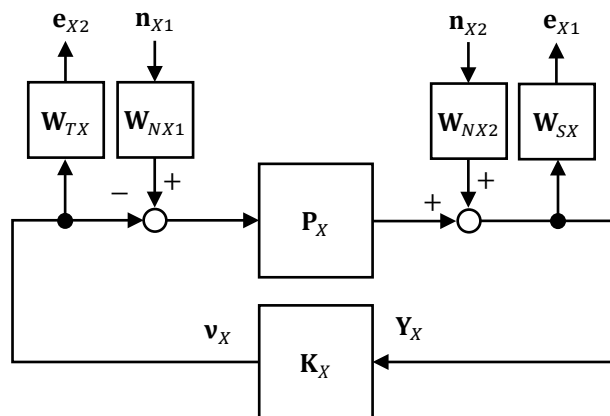 𝐞_X2 𝐧_X1 𝐧_X2 𝐞_X1
𝐖_TX 𝐖_NX1 𝐖_NX2 𝐖_SX
− + + +
𝐏_X
𝛎_X 𝐘_X
𝐊_X